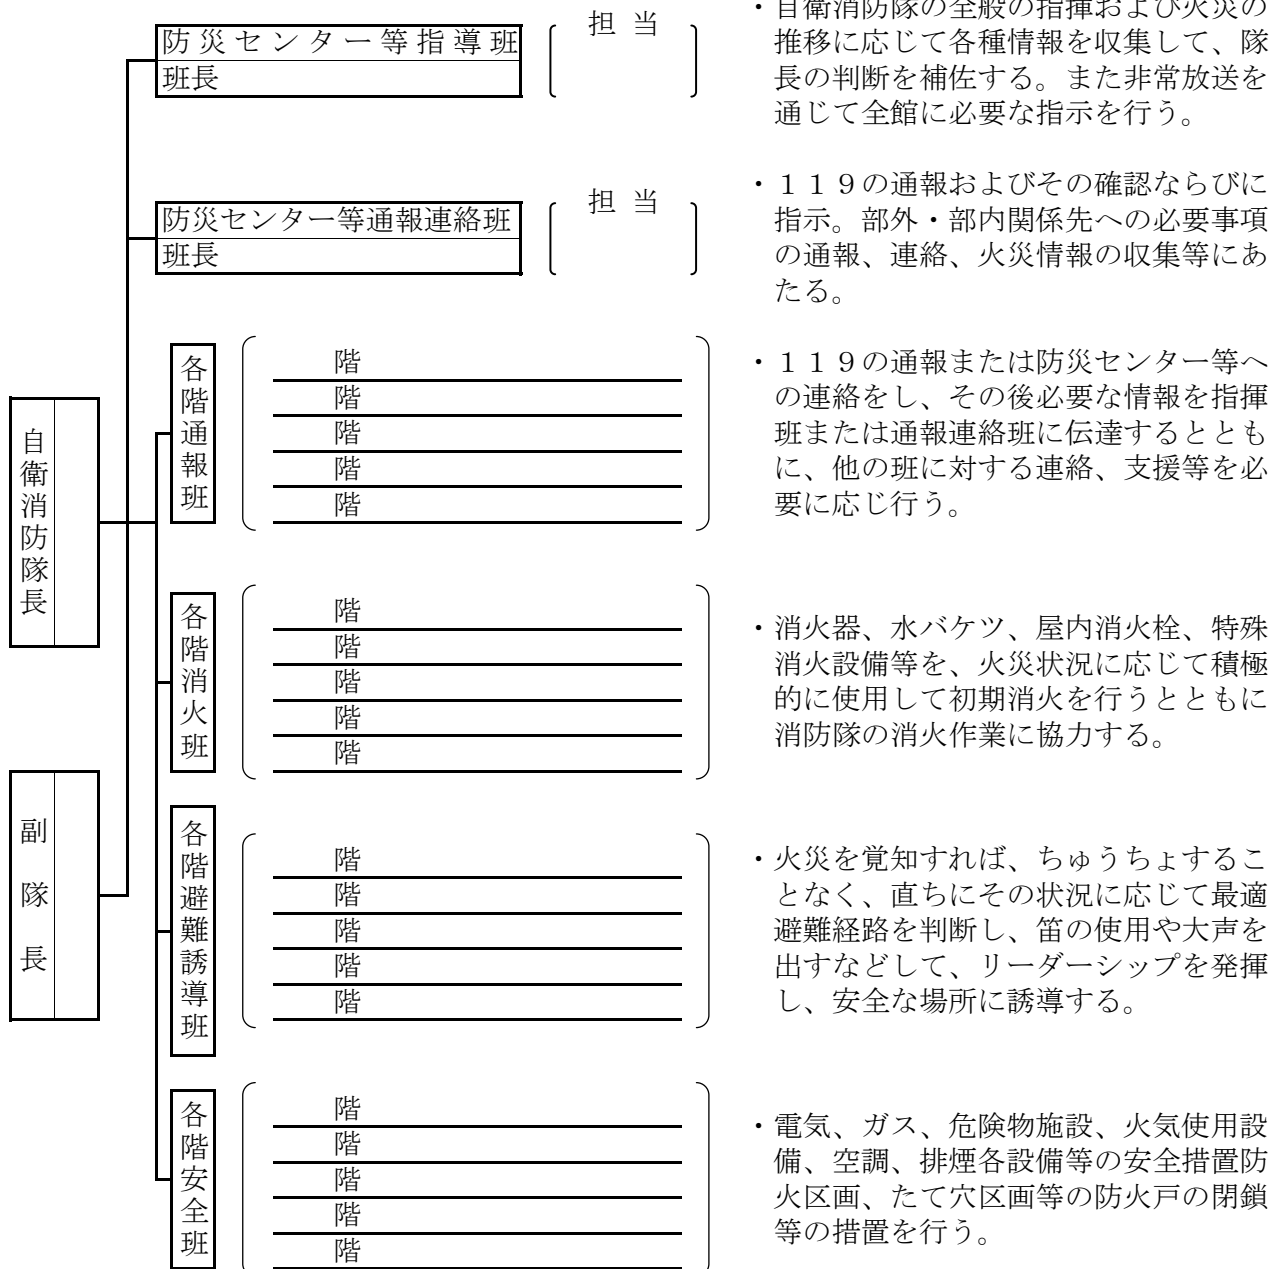 防災センター等指導班
班長
担当
・自衛消防隊の全般の指揮および火災の
推移に応じて各種情報を収集して、隊
長の判断を補佐する。また非常放送を
通じて全館に必要な指示を行う。
防災センター等通報連絡班
班長
担当
・119の通報およびその確認ならびに
指示。部外・部内関係先への必要事項
の通報、連絡、火災情報の収集等にあ
たる。
自衛消防隊長
副隊長
各階通報班
階
階
階
階
階
・119の通報または防災センター等へ
の連絡をし、その後必要な情報を指揮
班または通報連絡班に伝達するととも
に、他の班に対する連絡、支援等を必
要に応じ行う。
各階消火班
階
階
階
階
階
・消火器、水バケツ、屋内消火栓、特殊
消火設備等を、火災状況に応じて積極
的に使用して初期消火を行うとともに
消防隊の消火作業に協力する。
各階避難誘導班
階
階
階
階
階
・火災を覚知すれば、ちゅうちょするこ
となく、直ちにその状況に応じて最適
避難経路を判断し、笛の使用や大声を
出すなどして、リーダーシップを発揮
し、安全な場所に誘導する。
各階安全班
階
階
階
階
階
・電気、ガス、危険物施設、火気使用設
備、空調、排煙各設備等の安全措置防
火区画、たて穴区画等の防火戸の閉鎖
等の措置を行う。